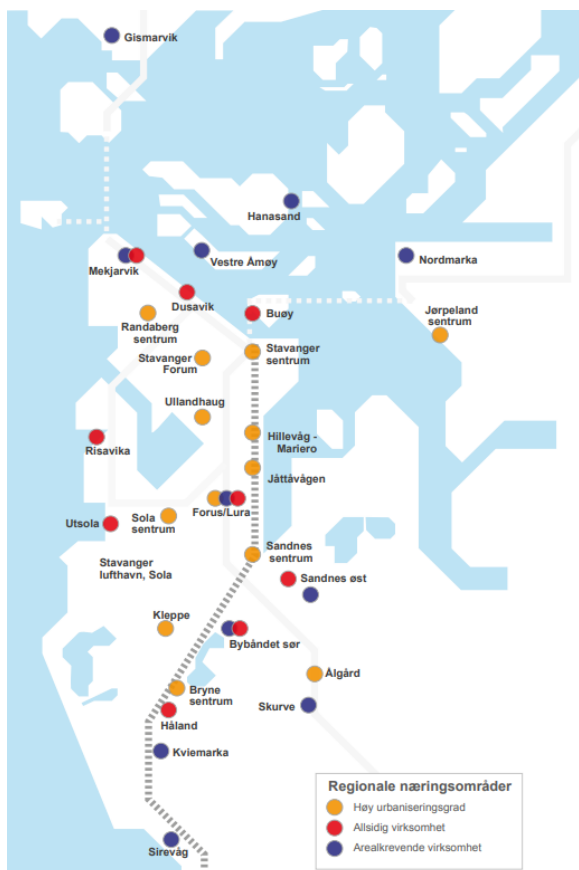 Gismarvik
Hanasand
Mekjarvik
Vestre Åmøy
Nordmarka
Dusavik
Buøy
Randaberg
sentrum
Jørpeland
sentrum
Stavanger
Forum
Stavanger
sentrum
Ullandhaug
Hillevåg -
Mariero
Risavika
Jåttåvågen
Forus/Lura
Utsola
Sola
sentrum
Sandnes
sentrum
Stavanger
lufthavn, Sola
Sandnes øst
Kleppe
Bybåndet sør
Ålgård
Bryne
sentrum
Skurve
Håland
Kviemarka
Sirevåg
Regionale næringsområder
Høy urbaniseringsgrad
Allsidig virksomhet
Arealkrevende virksomhet